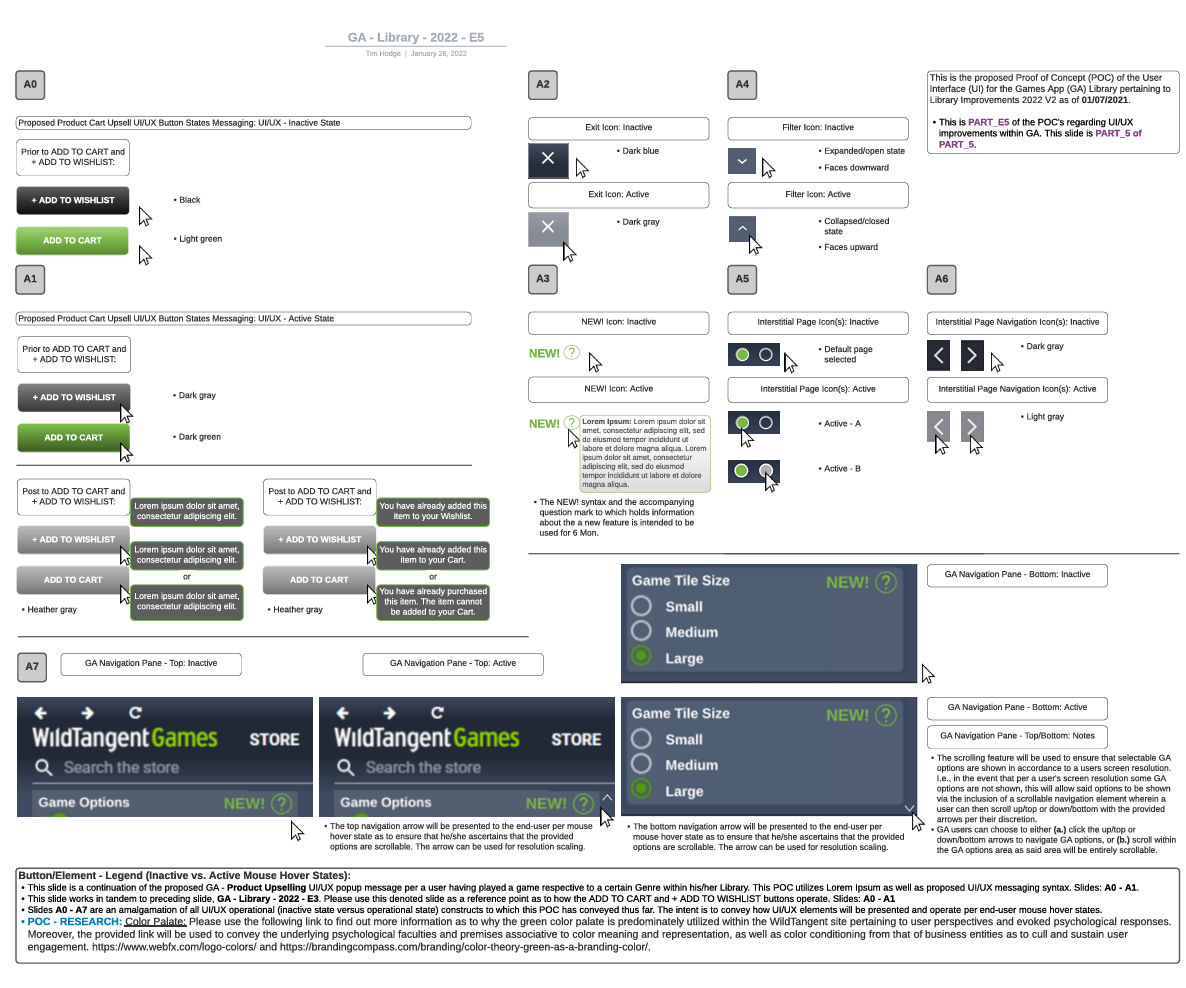 GA - Library - 2022 - E5
Tim Hodge | January 26, 2022
A0
Proposed Product Cart Upsell UI/UX Button States Messaging: UI/UX - Inactive State
Prior to ADD TO CART and
+ ADD TO WISHLIST:
+ ADD TO WISHLIST
• Black
ADD TO CART
• Light green
A1
Proposed Product Cart Upsell UI/UX Button States Messaging: UI/UX - Active State
Prior to ADD TO CART and
+ ADD TO WISHLIST:
+ ADD TO WISHLIST
• Dark gray
ADD TO CART
• Dark green
Post to ADD TO CART and
+ ADD TO WISHLIST:
Lorem ipsum dolor sit amet,
consectetur adipiscing elit.
+ ADD TO WISHLIST
Lorem ipsum dolor sit amet,
consectetur adipiscing elit.
or
ADD TO CART
Lorem ipsum dolor sit amet,
consectetur adipiscing elit.
• Heather gray
Post to ADD TO CART and
+ ADD TO WISHLIST:
You have already added this
item to your Wishlist.
+ ADD TO WISHLIST
You have already added this
item to your Cart.
or
ADD TO CART
You have already purchased
this item. The item cannot
be added to your Cart.
• Heather gray
A2
Exit Icon: Inactive
• Dark blue
Exit Icon: Active
• Dark gray
A4
Filter Icon: Inactive
• Expanded/open state
• Faces downward
Filter Icon: Active
• Collapsed/closed
state
• Faces upward
This is the proposed Proof of Concept (POC) of the User
Interface (UI) for the Games App (GA) Library pertaining to
Library Improvements 2022 V2 as of 01/07/2021.
• This is PART_E5 of the POC's regarding UI/UX
improvements within GA. This slide is PART_5 of
PART_5.
A3
NEW! Icon: Inactive
NEW! ?
NEW! Icon: Active
NEW! ?
Lorem Ipsum: Lorem ipsum dolor sit
amet, consectetur adipiscing elit, sed
do eiusmod tempor incididunt ut
labore et dolore magna aliqua. Lorem
ipsum dolor sit amet, consectetur
adipiscing elit, sed do eiusmod
tempor incididunt ut labore et dolore
magna aliqua.
• The NEW! syntax and the accompanying
question mark to which holds information
about the a new feature is intended to be
used for 6 Mon.
A5
Interstitial Page Icon(s): Inactive
• Default page
selected
Interstitial Page Icon(s): Active
• Active - A
• Active - B
A6
Interstitial Page Navigation Icon(s): Inactive
• Dark gray
Interstitial Page Navigation Icon(s): Active
• Light gray
Game Tile Size NEW! ?
Small
Medium
Large
GA Navigation Pane - Bottom: Inactive
A7
GA Navigation Pane - Top: Inactive
GA Navigation Pane - Top: Active
WildTangent Games STORE
Search the store
Game Options NEW! ?
WildTangent Games STORE
Search the store
Game Options NEW! ?
• The top navigation arrow will be presented to the end-user per mouse
hover state as to ensure that he/she ascertains that the provided
options are scrollable. The arrow can be used for resolution scaling.
Game Tile Size NEW! ?
Small
Medium
Large
• The bottom navigation arrow will be presented to the end-user per
mouse hover state as to ensure that he/she ascertains that the provided
options are scrollable. The arrow can be used for resolution scaling.
GA Navigation Pane - Bottom: Active
GA Navigation Pane - Top/Bottom: Notes
• The scrolling feature will be used to ensure that selectable GA
options are shown in accordance to a users screen resolution.
I.e., in the event that per a user's screen resolution some GA
options are not shown, this will allow said options to be shown
via the inclusion of a scrollable navigation element wherein a
user can then scroll up/top or down/bottom with the provided
arrows per their discretion.
• GA users can choose to either (a.) click the up/top or
down/bottom arrows to navigate GA options, or (b.) scroll within
the GA options area as said area will be entirely scrollable.
Button/Element - Legend (Inactive vs. Active Mouse Hover States):
• This slide is a continuation of the proposed GA - Product Upselling UI/UX popup message per a user having played a game respective to a certain Genre within his/her Library. This POC utilizes Lorem Ipsum as well as proposed UI/UX messaging syntax. Slides: A0 - A1.
• This slide works in tandem to preceding slide, GA - Library - 2022 - E3. Please use this denoted slide as a reference point as to how the ADD TO CART and + ADD TO WISHLIST buttons operate. Slides: A0 - A1
• Slides A0 - A7 are an amalgamation of all UI/UX operational (inactive state versus operational state) constructs to which this POC has conveyed thus far. The intent is to convey how UI/UX elements will be presented and operate per end-user mouse hover states.
• POC - RESEARCH: Color Palate: Please use the following link to find out more information as to why the green color palate is predominately utilized within the WildTangent site pertaining to user perspectives and evoking psychological responses.
Moreover, the provided link will be used to convey the underlying psychological faculties and premises associative to color meaning and representation, as well as color conditioning from that of business entities as to cull and sustain user
engagement. https://www.webfx.com/logo-colors/ and https://brandingcompass.com/branding/color-theory-green-as-a-branding-color/.